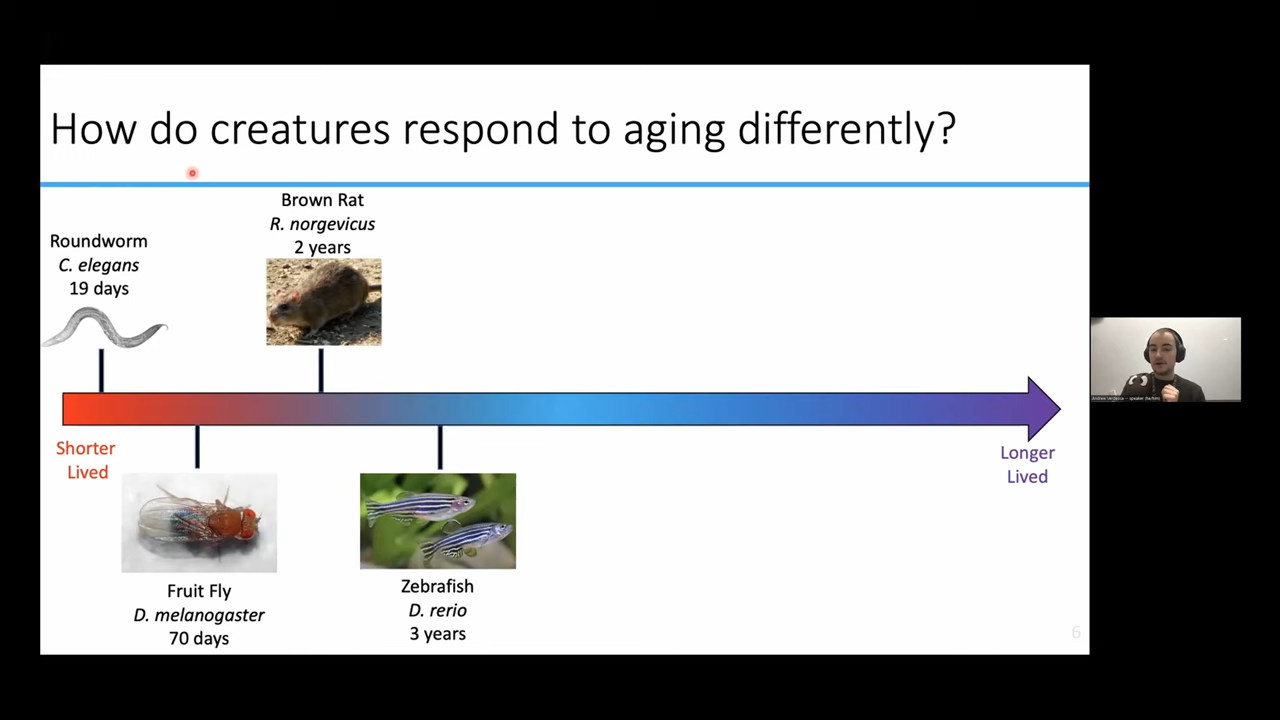 How do creatures respond to aging differently?
Brown Rat
R. norgevicus
2 years
Roundworm
C. elegans
19 days
Shorter
Lived
Longer
Lived
Fruit Fly
D. melanogaster
70 days
Zebrafish
D. rerio
3 years
6